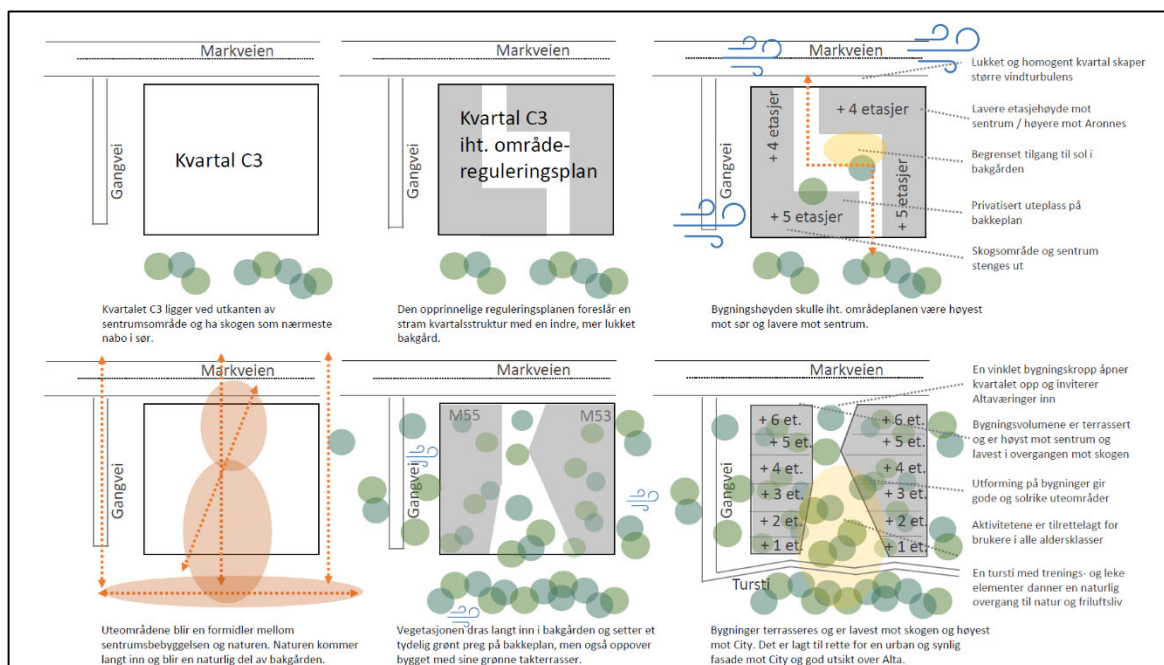 Markveien
Gangvei
Kvartal C3
Kvartalet C3 ligger ved utkanten av
sentrumsområde og ha skogen som nærmeste
nabo i sør.
Markveien
Gangvei
Kvartal C3
iht. område-
reguleringsplan
Den opprinnelige reguleringsplanen foreslår en
stram kvartalsstruktur med en indre, mer lukket
bakgård.
Markveien
Gangvei
+ 4 etasjer
+ 4 etasjer
+ 5 etasjer
+ 5 etasjer
Lukket og homogent kvartal skaper
større vindturbulens
Lavere etasjehøyde mot
sentrum / høyere mot Aronnes
Begrenset tilgang til sol i
bakgården
Privatisert uteplass på
bakkeplan
Skogsområde og sentrum
stenges ut
Bygningshøyden skulle iht. områdeplanen være høyest
mot sør og lavere mot sentrum.
Markveien
Gangvei
Uteområdene blir en formidler mellom
sentrumsbebyggelsen og naturen. Naturen kommer
langt inn og blir en naturlig del av bakgården.
Markveien
Gangvei
M55
M53
Vegetasjonen dras langt inn i bakgården og setter et
tydelig grønt preg på bakkeplan, men også oppover
bygget med sine grønne takterrasser.
Markveien
Gangvei
+ 6 et.
+ 5 et.
+ 4 et.
+ 3 et.
+ 2 et.
+ 1 et.
+ 6 et.
+ 5 et.
+ 4 et.
+ 3 et.
+ 2 et.
+ 1 et.
Tursti
En vinklet bygningskropp åpner
kvartalet opp og inviterer
Altaværinger inn
Bygningsvolumene er terrassert
og er høyst mot sentrum og
lavest i overgangen mot skogen
Utforming på bygninger gir
gode og solrike uteområder
Aktivitetene er tilrettelagt for
brukere i alle aldersklasser
En tursti med trenings- og leke
elementer danner en naturlig
overgang til natur og friluftsliv
Bygninger terrasseres og er lavest mot skogen og høyest
mot City. Det er lagt til rette for en urban og synlig
fasade mot City og god utsikt over Alta.